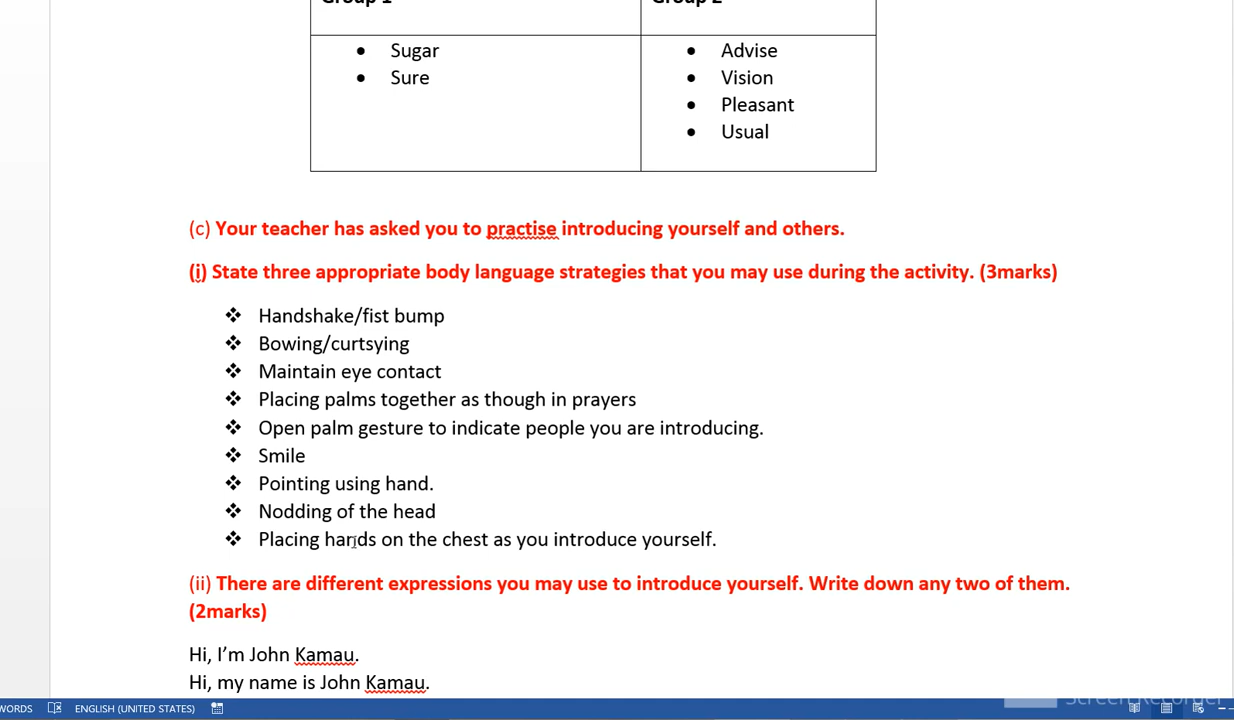 Group 1
Group 2
Sugar
Sure
Advise
Vision
Pleasant
Usual
(c) Your teacher has asked you to practise introducing yourself and others.
(i) State three appropriate body language strategies that you may use during the activity. (3marks)
Handshake/fist bump
Bowing/curtsying
Maintain eye contact
Placing palms together as though in prayers
Open palm gesture to indicate people you are introducing.
Smile
Pointing using hand.
Nodding of the head
Placing hands on the chest as you introduce yourself.
(ii) There are different expressions you may use to introduce yourself. Write down any two of them.
(2marks)
Hi, I’m John Kamau.
Hi, my name is John Kamau.
WORDS ENGLISH (UNITED STATES)